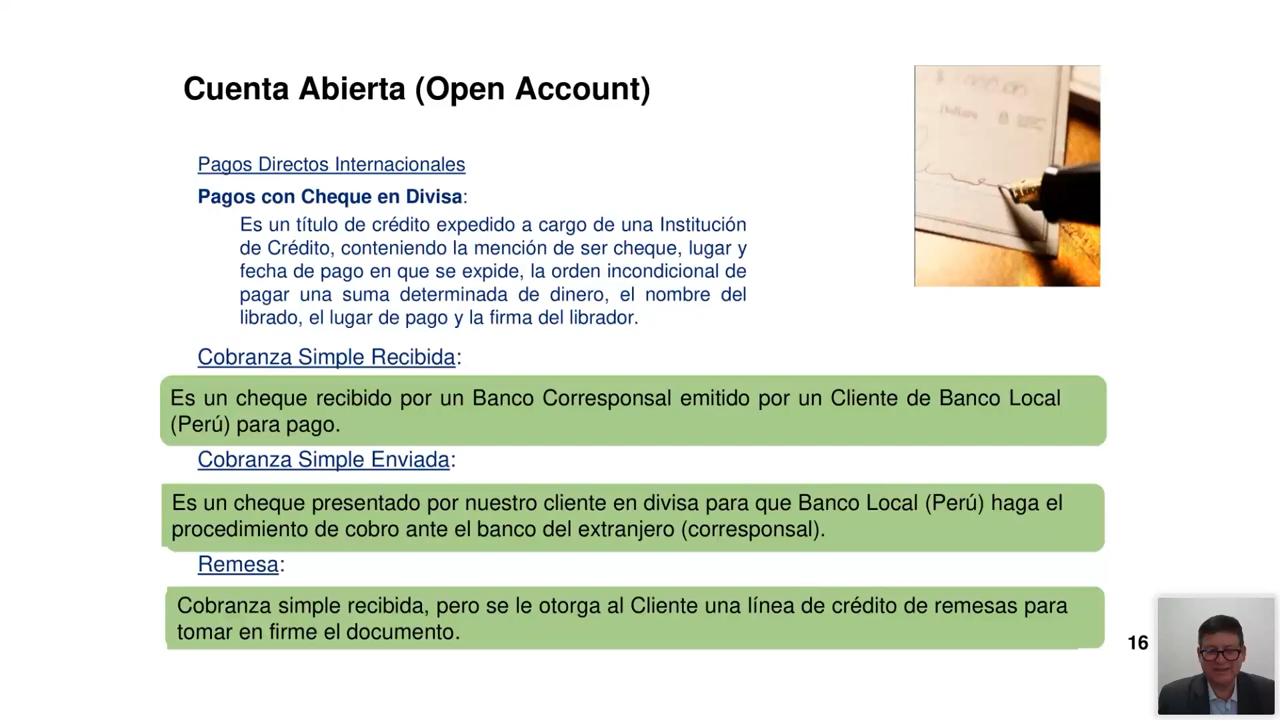 Cuenta Abierta (Open Account)
Pagos Directos Internacionales
Pagos con Cheque en Divisa:
Es un título de crédito expedido a cargo de una Institución
de Crédito, conteniendo la mención de ser cheque, lugar y
fecha de pago en que se expide, la orden incondicional de
pagar una suma determinada de dinero, el nombre del
librado, el lugar de pago y la firma del librador.
Cobranza Simple Recibida:
Es un cheque recibido por un Banco Corresponsal emitido por un Cliente de Banco Local
(Perú) para pago.
Cobranza Simple Enviada:
Es un cheque presentado por nuestro cliente en divisa para que Banco Local (Perú) haga el
procedimiento de cobro ante el banco del extranjero (corresponsal).
Remesa:
Cobranza simple recibida, pero se le otorga al Cliente una línea de crédito de remesas para
tomar en firme el documento.
16